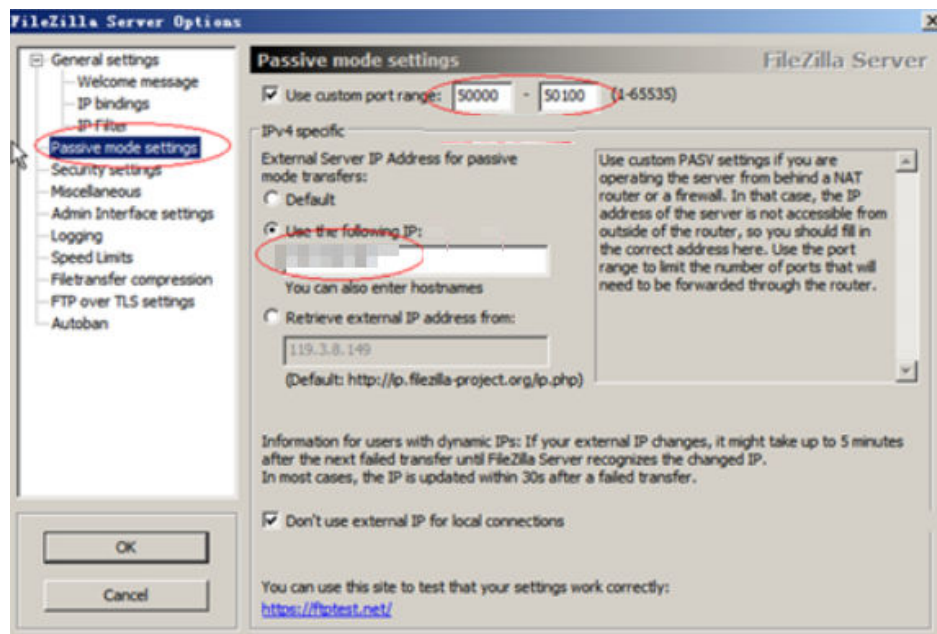 FileZilla Server Options
General settings
Welcome message
IP bindings
IP Filter
Passive mode settings
Security settings
Miscellaneous
Admin Interface settings
Logging
Speed Limits
Filetransfer compression
FTP over TLS settings
Autoban
OK
Cancel
Passive mode settings
FileZilla Server
Use custom port range: 50000 - 50100 (1-65535)
IPv4 specific
External Server IP Address for passive
mode transfers:
Default
Use the following IP:
You can also enter hostnames
Retrieve external IP address from:
119.3.8.149
(Default: http://ip.filezilla-project.org/ip.php)
Use custom PASV settings if you are
operating the server from behind a NAT
router or a firewall. In that case, the IP
address of the server is not accessible from
outside of the router, so you should fill in
the correct address here. Use the port
range to limit the number of ports that will
need to be forwarded through the router.
Information for users with dynamic IPs: If your external IP changes, it might take up to 5 minutes
after the next failed transfer until FileZilla Server recognizes the changed IP.
In most cases, the IP is updated within 30s after a failed transfer.
Don't use external IP for local connections
You can use this site to test that your settings work correctly:
https://ftptest.net/